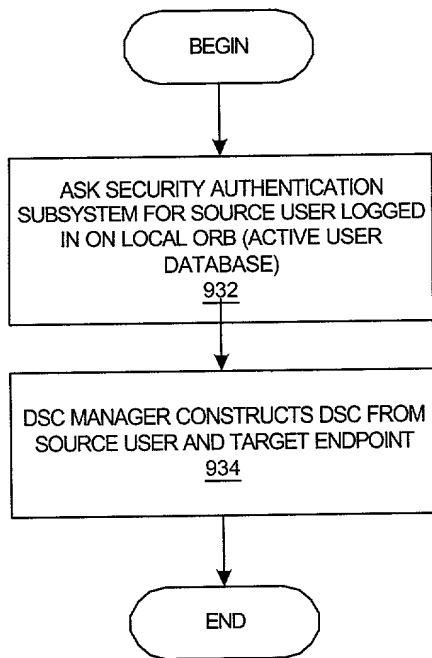 BEGIN
ASK SECURITY AUTHENTICATION
SUBSYSTEM FOR SOURCE USER LOGGED
IN ON LOCAL ORB (ACTIVE USER
DATABASE)
932
DSC MANAGER CONSTRUCTS DSC FROM
SOURCE USER AND TARGET ENDPOINT
934
END